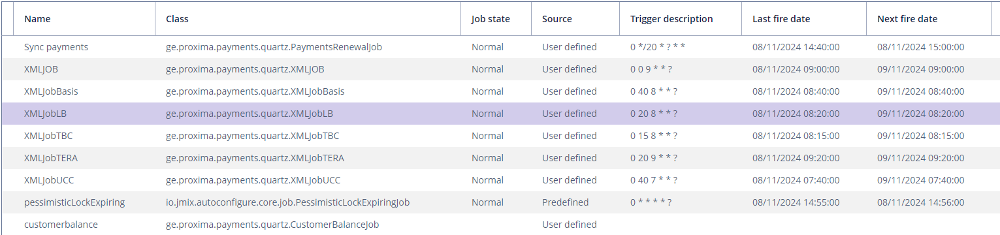 Name Class Job state Source Trigger description Last fire date Next fire date
Sync payments ge.proxima.payments.quartz.PaymentsRenewalJob Normal User defined 0 */20 * ? * * 08/11/2024 14:40:00 08/11/2024 15:00:00
XMLJOB ge.proxima.payments.quartz.XMLJOB Normal User defined 0 0 9 * * ? 08/11/2024 09:00:00 09/11/2024 09:00:00
XMLJobBasis ge.proxima.payments.quartz.XMLJobBasis Normal User defined 0 40 8 * * ? 08/11/2024 08:40:00 09/11/2024 08:40:00
XMLJobLB ge.proxima.payments.quartz.XMLJobLB Normal User defined 0 20 8 * * ? 08/11/2024 08:20:00 09/11/2024 08:20:00
XMLJobTBC ge.proxima.payments.quartz.XMLJobTBC Normal User defined 0 15 8 * * ? 08/11/2024 08:15:00 09/11/2024 08:15:00
XMLJobTERA ge.proxima.payments.quartz.XMLJobTERA Normal User defined 0 20 9 * * ? 08/11/2024 09:20:00 09/11/2024 09:20:00
XMLJobUCC ge.proxima.payments.quartz.XMLJobUCC Normal User defined 0 40 7 * * ? 08/11/2024 07:40:00 09/11/2024 07:40:00
pessimisticLockExpiring io.jmix.autoconfigure.core.job.PessimisticLockExpiringJob Normal Predefined 0 * * * * ? 08/11/2024 14:55:00 08/11/2024 14:56:00
customerbalance ge.proxima.payments.quartz.CustomerBalanceJob User defined